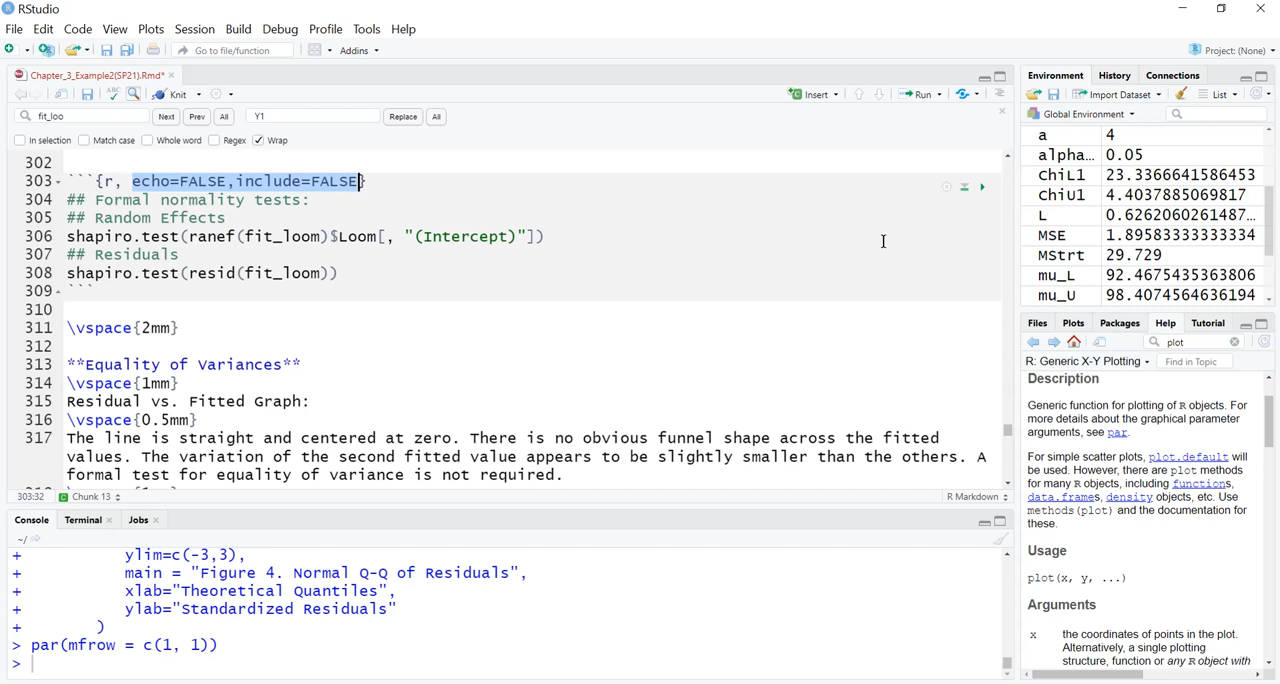 RStudio
File Edit Code View Plots Session Build Debug Profile Tools Help
Go to file/function Addins Project: (None)
Chapter_3_Example2(SP21).Rmd*
ABC Knit Insert Run
fit_loo Next Prev All Y1 Replace All
In selection Match case Whole word Regex Wrap
302
303 ```{r, echo=FALSE,include=FALSE}
304 ## Formal normality tests:
305 ## Random Effects
306 shapiro.test(ranef(fit_loom)$Loom[, "(Intercept)"])
307 ## Residuals
308 shapiro.test(resid(fit_loom))
309 ```
310
311 \vspace{2mm}
312
313 **Equality of Variances**
314 \vspace{1mm}
315 Residual vs. Fitted Graph:
316 \vspace{0.5mm}
317 The line is straight and centered at zero. There is no obvious funnel shape across the fitted
values. The variation of the second fitted value appears to be slightly smaller than the others. A
formal test for equality of variance is not required.
303:32 Chunk 13 R Markdown
Console Terminal Jobs
~/
+ ylim=c(-3,3),
+ main = "Figure 4. Normal Q-Q of Residuals",
+ xlab="Theoretical Quantiles",
+ ylab="Standardized Residuals"
+ )
> par(mfrow = c(1, 1))
>
Environment History Connections
Import Dataset List
Global Environment
a 4
alpha… 0.05
ChiL1 23.3366641586453
ChiU1 4.4037885069817
L 0.6262060261487…
MSE 1.89583333333334
MStrt 29.729
mu_L 92.4675435363806
mu_U 98.4074564636194
Files Plots Packages Help Tutorial
plot
R: Generic X-Y Plotting Find in Topic
Description
Generic function for plotting of R objects. For
more details about the graphical parameter
arguments, see par.
For simple scatter plots, plot.default will
be used. However, there are plot methods
for many R objects, including functions,
data.frames, density objects, etc. Use
methods(plot) and the documentation for
these.
Usage
plot(x, y, ...)
Arguments
x the coordinates of points in the plot.
Alternatively, a single plotting
structure, function or any R object with